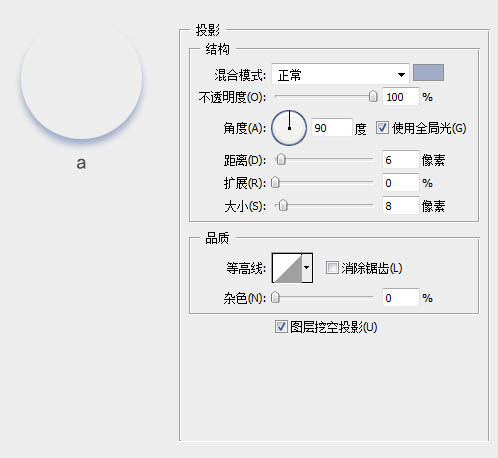 投影
结构
混合模式: 正常
不透明度(O): 100 %
角度(A): 90 度 使用全局光(G)
距离(D): 6 像素
扩展(R): 0 %
大小(S): 8 像素
品质
等高线: 消除锯齿(L)
杂色(N): 0 %
图层挖空投影(U)
a